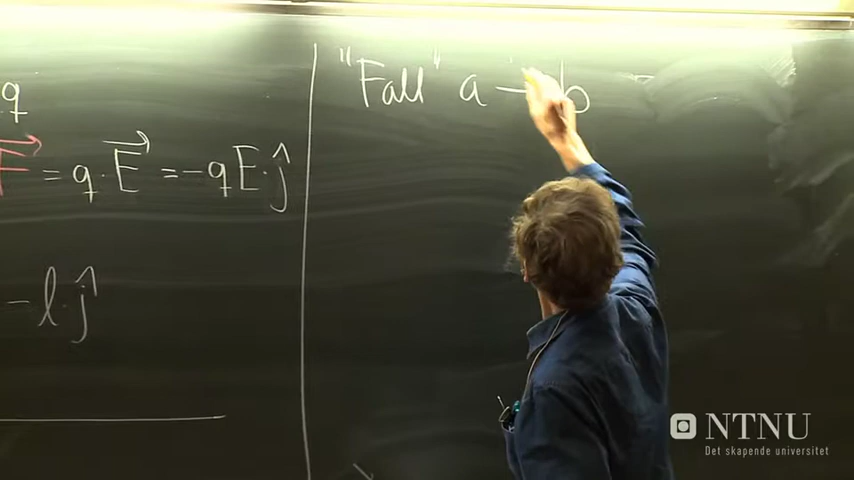 q
F⃗ = q · E⃗ = -qE · ĵ
- l · ĵ
"Fall" a → b
NTNU
Det skapende universitet